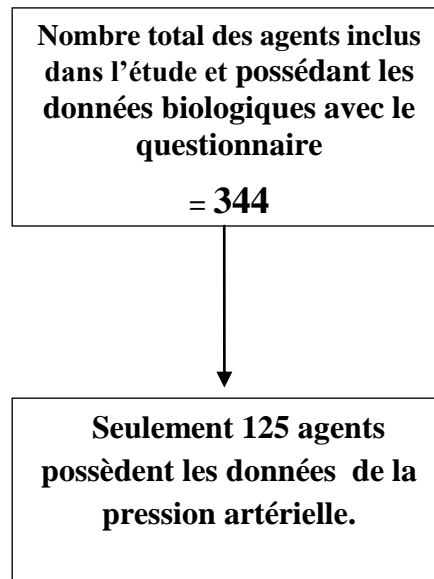 Nombre total des agents inclus
dans l'étude et possédant les
données biologiques avec le
questionnaire
= 344
Seulement 125 agents
possèdent les données de la
pression artérielle.